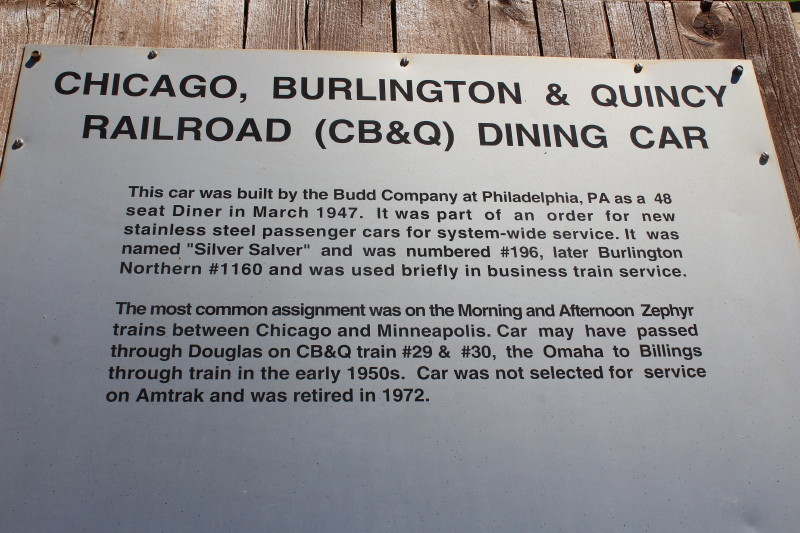 CHICAGO, BURLINGTON & QUINCY
RAILROAD (CB&Q) DINING CAR
This car was built by the Budd Company at Philadelphia, PA as a 48
seat Diner in March 1947. It was part of an order for new
stainless steel passenger cars for system-wide service. It was
named "Silver Salver" and was numbered #196, later Burlington
Northern #1160 and was used briefly in business train service.
The most common assignment was on the Morning and Afternoon Zephyr
trains between Chicago and Minneapolis. Car may have passed
through Douglas on CB&Q train #29 & #30, the Omaha to Billings
through train in the early 1950s. Car was not selected for service
on Amtrak and was retired in 1972.